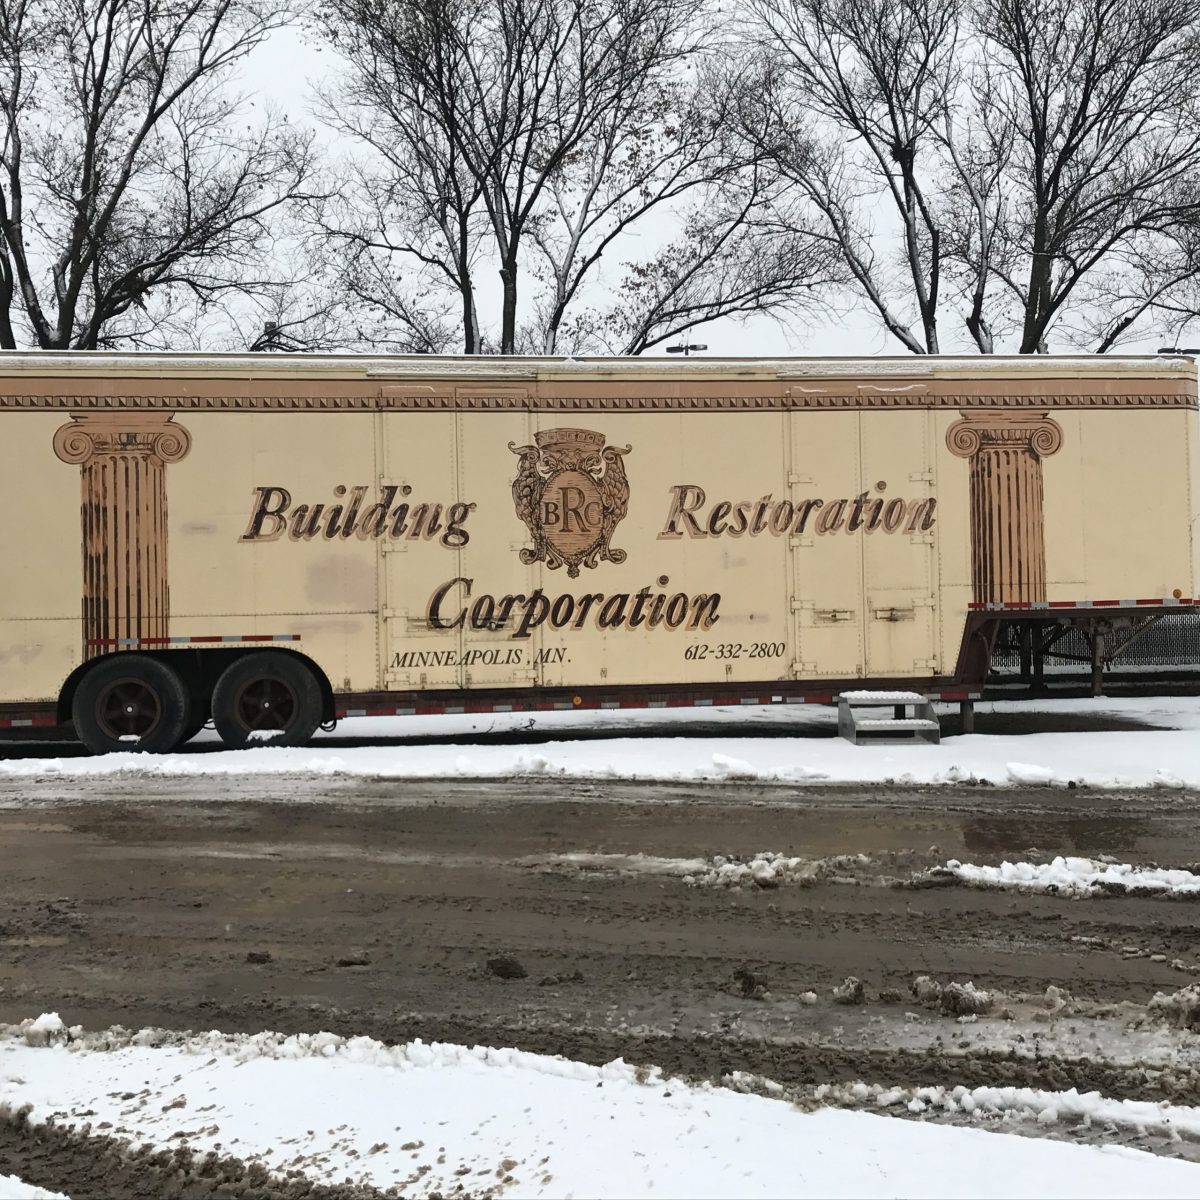 Building BRC Restoration
Corporation
MINNEAPOLIS, MN. 612-332-2800